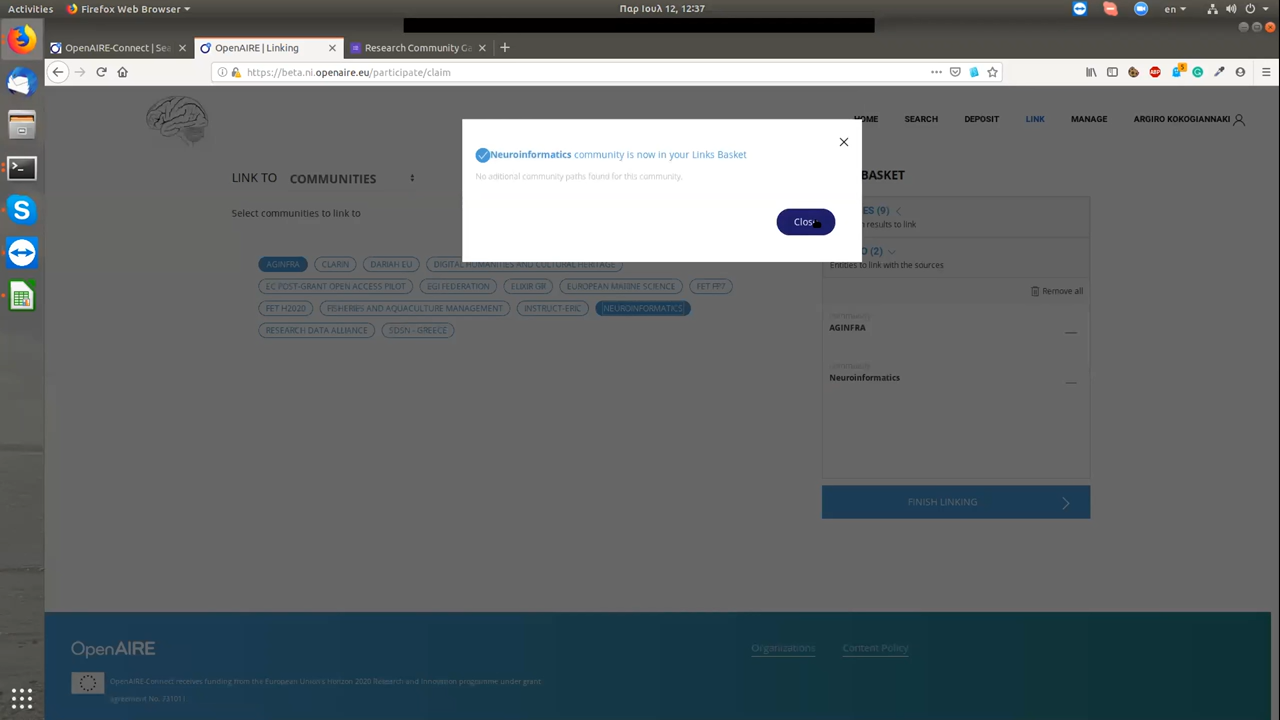 Activities Firefox Web Browser Παρ Ιουλ 12, 12:37 en
OpenAIRE-Connect | Sea OpenAIRE | Linking Research Community Ga
https://beta.ni.openaire.eu/participate/claim
HOME SEARCH DEPOSIT LINK MANAGE ARGIRO KOKOGIANNAKI
Neuroinformatics community is now in your Links Basket
No aditional community paths found for this community.
LINK TO COMMUNITIES
BASKET
Select communities to link to
Close
(9)
results to link
(2)
Entities to link with the sources
AGINFRA CLARIN DARIAH EU DIGITAL HUMANITIES AND CULTURAL HERITAGE
EC POST-GRANT OPEN ACCESS PILOT EGI FEDERATION ELIXIR GR EUROPEAN MARINE SCIENCE FET FP7
Remove all
FET H2020 FISHERIES AND AQUACULTURE MANAGEMENT INSTRUCT-ERIC NEUROINFORMATICS
RESEARCH DATA ALLIANCE SDSN - GREECE
AGINFRA
Neuroinformatics
FINISH LINKING
OpenAIRE
Organizations Content Policy
OpenAIRE-Connect receives funding from the European Union's Horizon 2020 Research and Innovation programme under grant
agreement No. 731011.